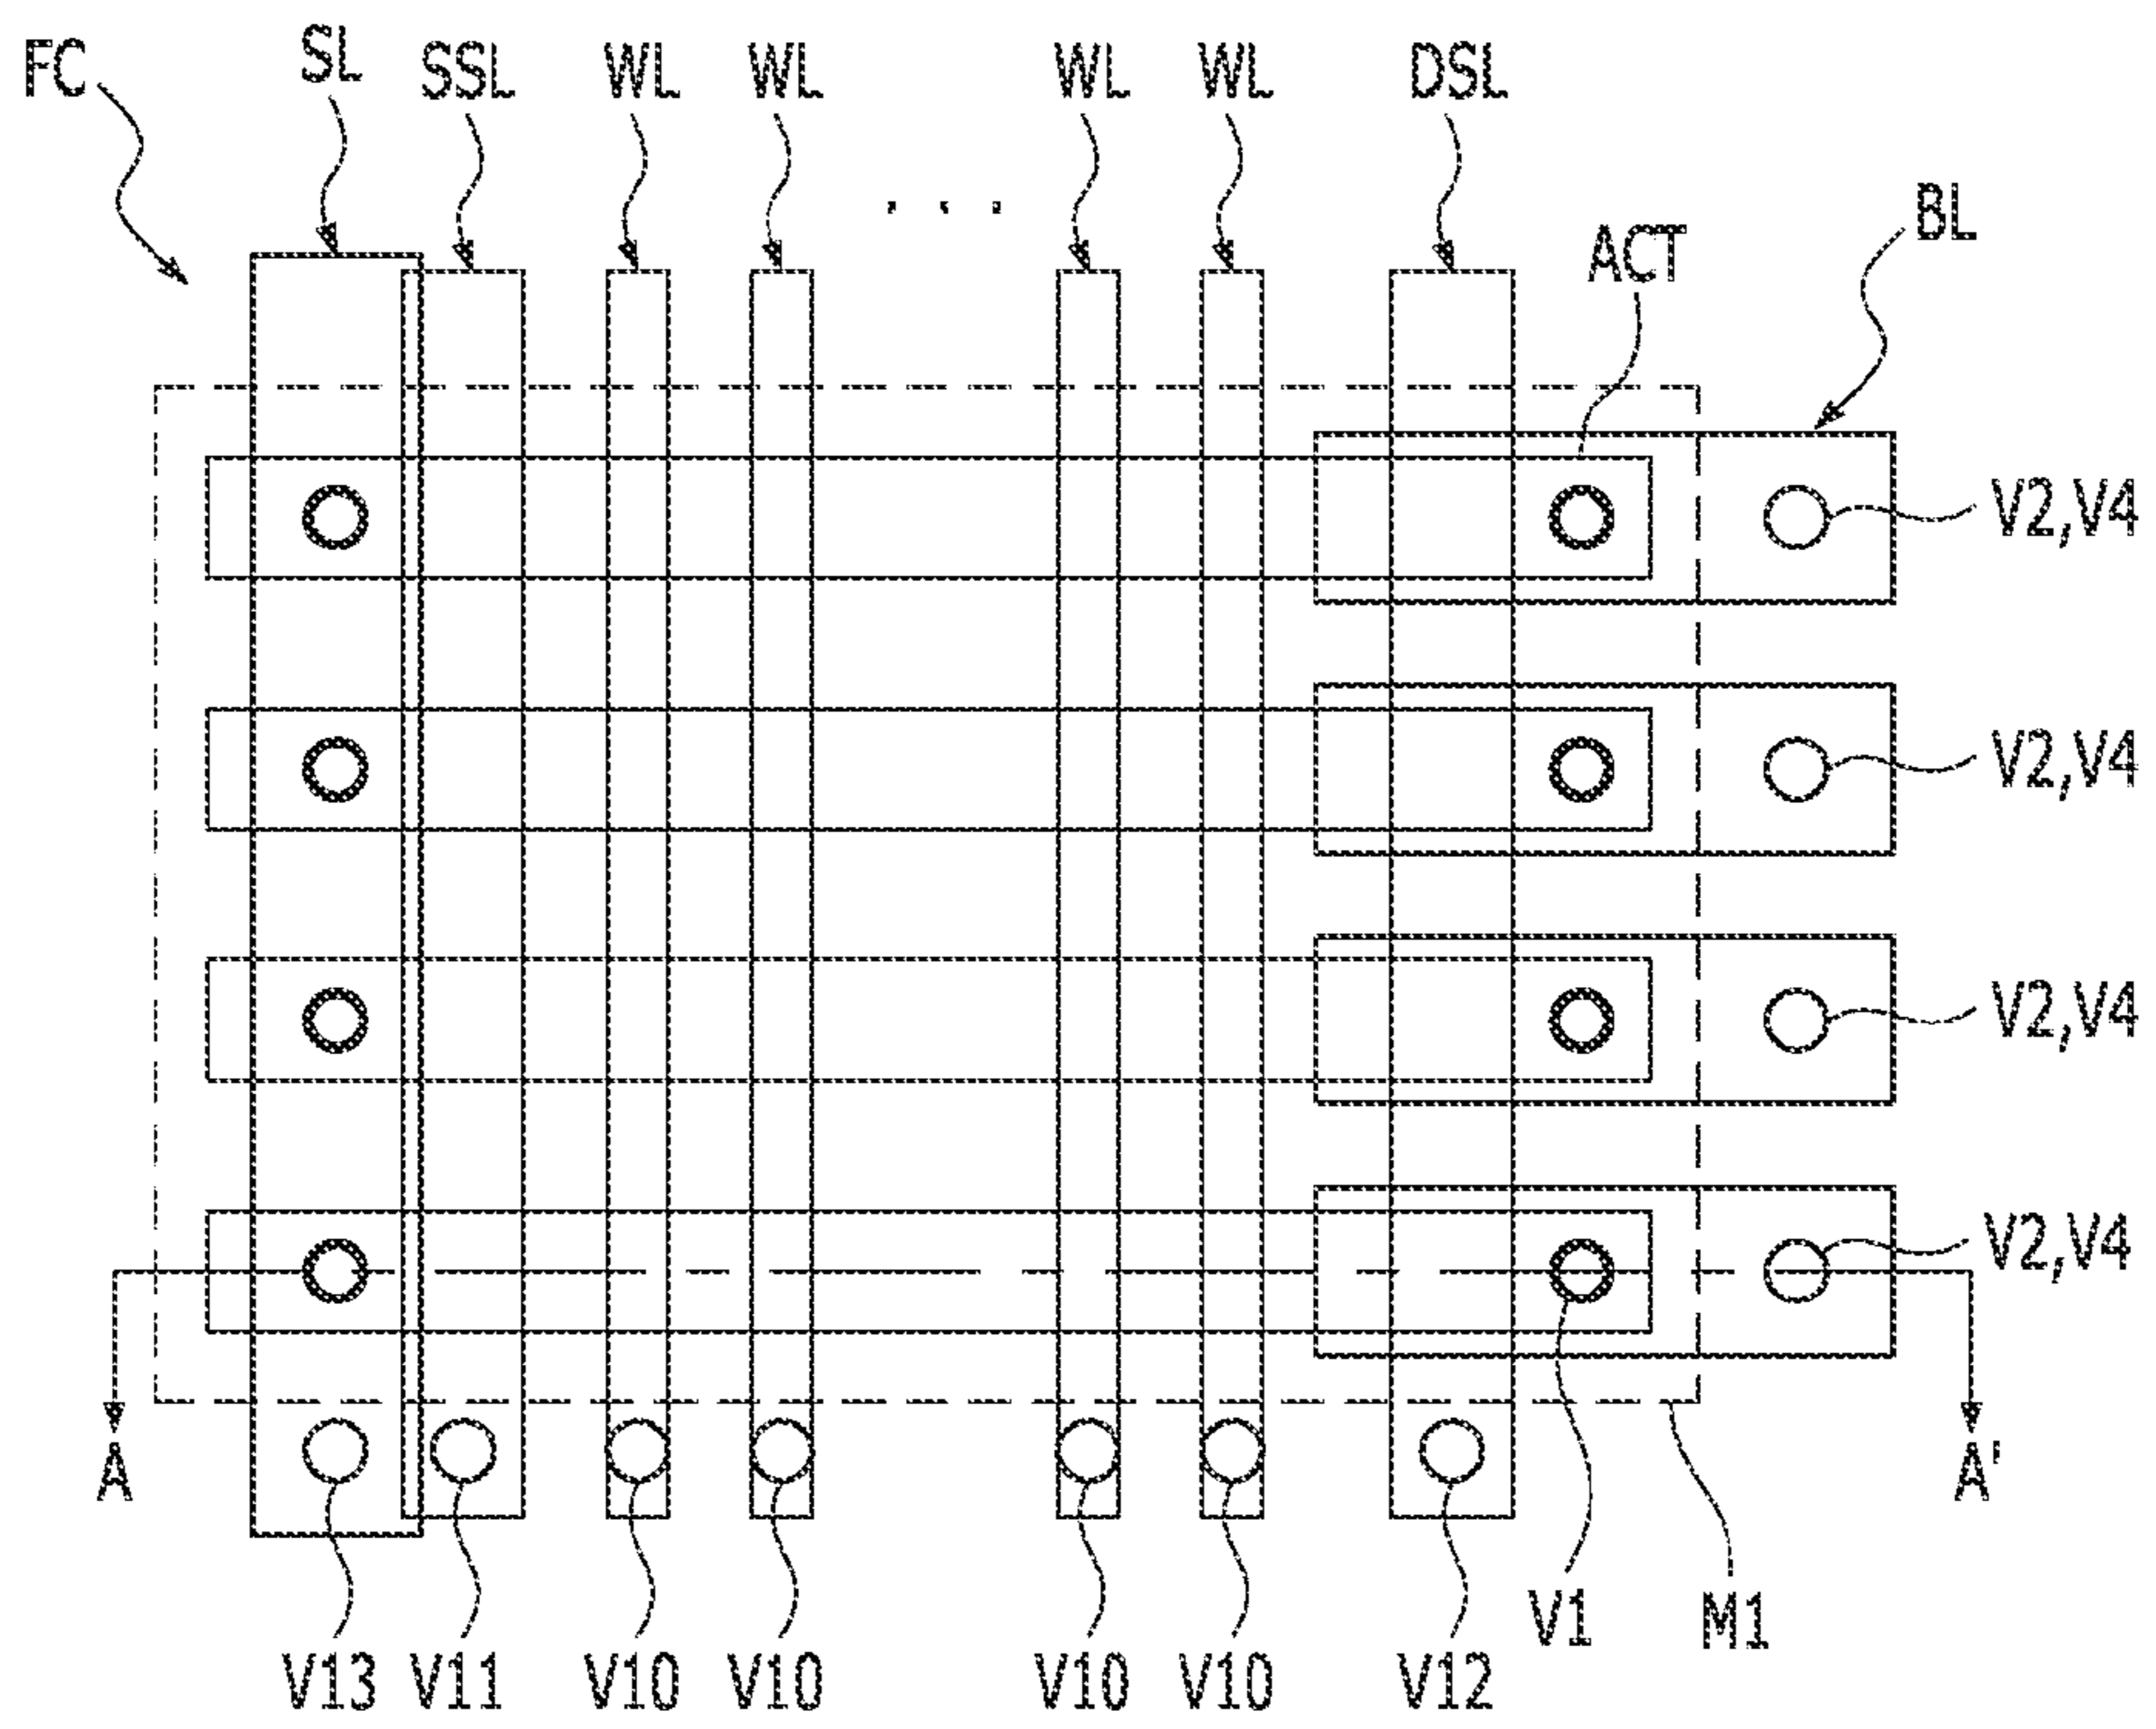 FC SL SSL WL WL WL WL DSL
. . .
BL
ACT
V2,V4
V2,V4
V2,V4
V2,V4
A A'
V1 M1
V13 V11 V10 V10 V10 V10 V12